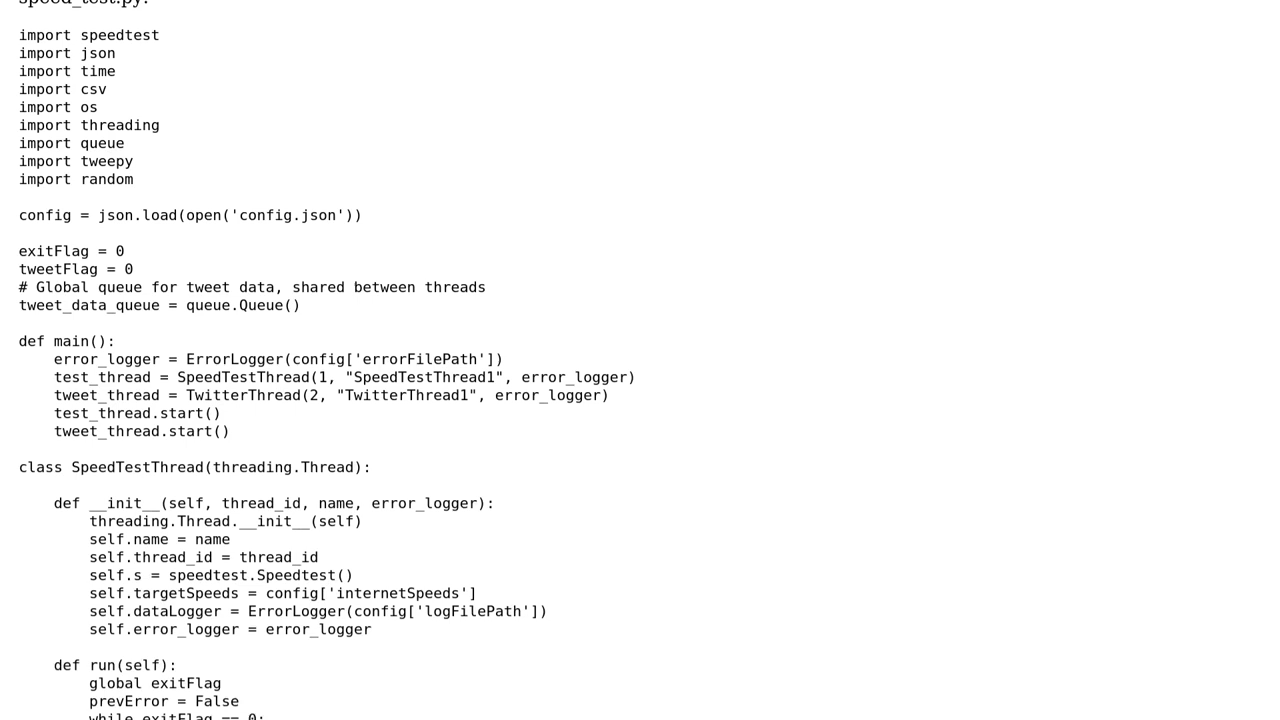 speed_test.py:
import speedtest
import json
import time
import csv
import os
import threading
import queue
import tweepy
import random

config = json.load(open('config.json'))

exitFlag = 0
tweetFlag = 0
# Global queue for tweet data, shared between threads
tweet_data_queue = queue.Queue()

def main():
    error_logger = ErrorLogger(config['errorFilePath'])
    test_thread = SpeedTestThread(1, "SpeedTestThread1", error_logger)
    tweet_thread = TwitterThread(2, "TwitterThread1", error_logger)
    test_thread.start()
    tweet_thread.start()

class SpeedTestThread(threading.Thread):

    def __init__(self, thread_id, name, error_logger):
        threading.Thread.__init__(self)
        self.name = name
        self.thread_id = thread_id
        self.s = speedtest.Speedtest()
        self.targetSpeeds = config['internetSpeeds']
        self.dataLogger = ErrorLogger(config['logFilePath'])
        self.error_logger = error_logger

    def run(self):
        global exitFlag
        prevError = False
        while exitFlag == 0: